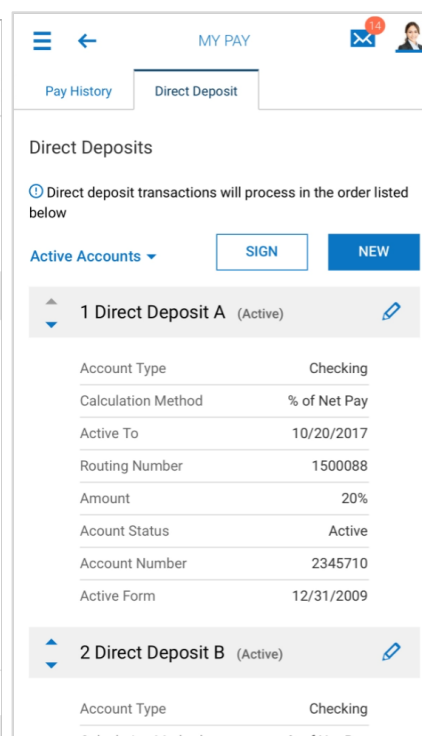 MY PAY
14
Pay History Direct Deposit
Direct Deposits
Direct deposit transactions will process in the order listed
below
Active Accounts SIGN NEW
1 Direct Deposit A (Active)
Account Type Checking
Calculation Method % of Net Pay
Active To 10/20/2017
Routing Number 1500088
Amount 20%
Acount Status Active
Account Number 2345710
Active Form 12/31/2009
2 Direct Deposit B (Active)
Account Type Checking